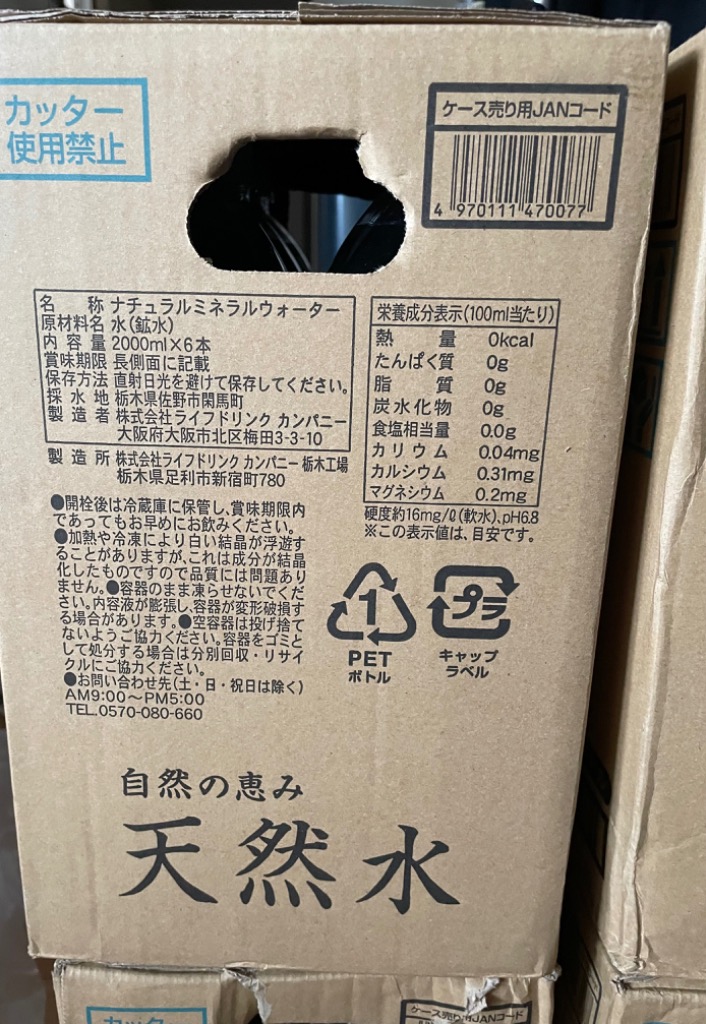 カッター
使用禁止
ケース売り用JANコード
4 970111 470077
名称 ナチュラルミネラルウォーター
原材料名 水(鉱水)
内容量 2000ml×6本
賞味期限 長側面に記載
保存方法 直射日光を避けて保存してください。
採水地 栃木県佐野市閑馬町
製造者 株式会社ライフドリンク カンパニー
大阪府大阪市北区梅田3-3-10
製造所 株式会社ライフドリンク カンパニー 栃木工場
栃木県足利市新宿町780
栄養成分表示(100ml当たり)
熱量 0kcal
たんぱく質 0g
脂質 0g
炭水化物 0g
食塩相当量 0.0g
カリウム 0.04mg
カルシウム 0.31mg
マグネシウム 0.2mg
硬度約16mg/ℓ(軟水)、pH6.8
※この表示値は、目安です。
●開栓後は冷蔵庫に保管し、賞味期限内
であってもお早めにお飲みください。
●加熱や冷凍により白い結晶が浮遊す
ることがありますが、これは成分が結晶
化したものですので品質には問題あり
ません。●容器のまま凍らせないでくだ
さい。内容液が膨張し、容器が変形破損す
る場合があります。●空容器は投げ捨て
ないようご協力ください。容器をゴミと
して処分する場合は分別回収・リサイ
クルにご協力ください。
●お問い合わせ先(土・日・祝日は除く)
AM9:00~PM5:00
TEL.0570-080-660
1
PET
ボトル
プラ
キャップ
ラベル
自然の恵み
天然水
カッター
ケース売り用JANコード